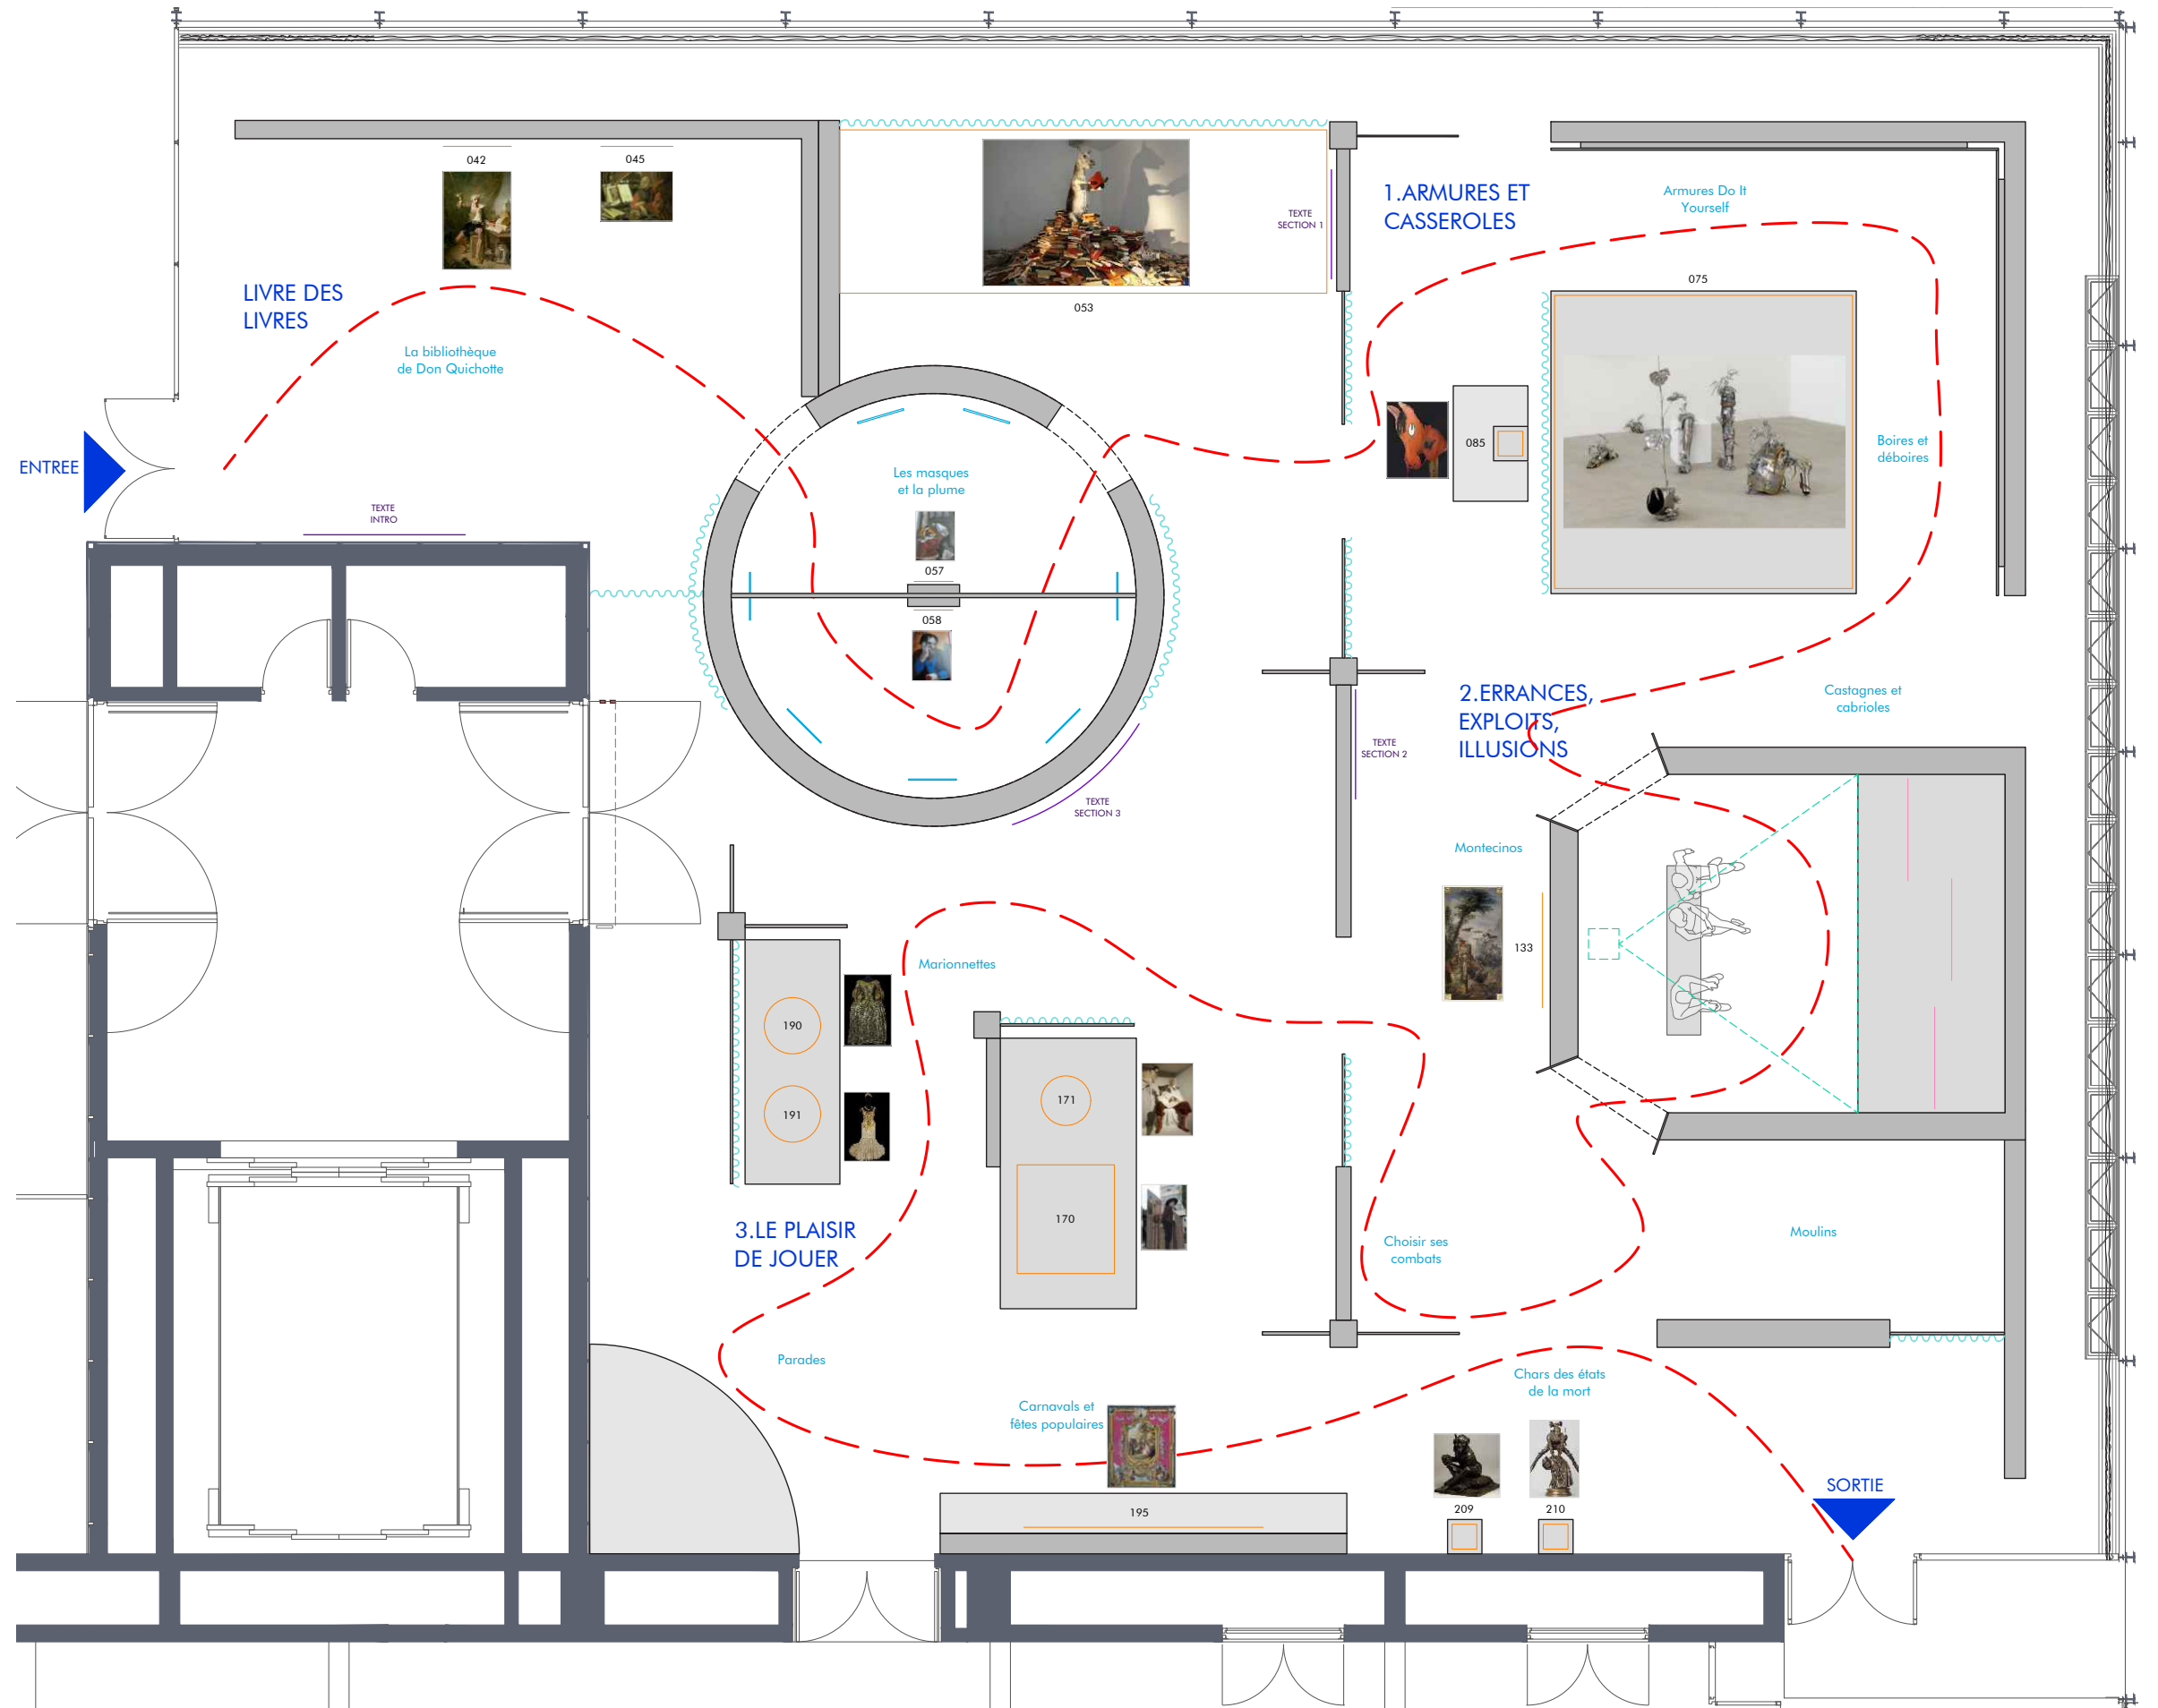 042
045
LIVRE DES
LIVRES
La bibliothèque
de Don Quichotte
ENTREE
TEXTE
INTRO
053
TEXTE
SECTION 1
Les masques
et la plume
057
058
TEXTE
SECTION 3
1.ARMURES ET
CASSEROLES
Armures Do It
Yourself
075
085
Boires et
déboires
2.ERRANCES,
EXPLOITS,
ILLUSIONS
Castagnes et
cabrioles
TEXTE
SECTION 2
Montecinos
133
Moulins
Choisir ses
combats
Marionnettes
190
191
171
170
3.LE PLAISIR
DE JOUER
Parades
Carnavals et
fêtes populaires
195
Chars des états
de la mort
209
210
SORTIE